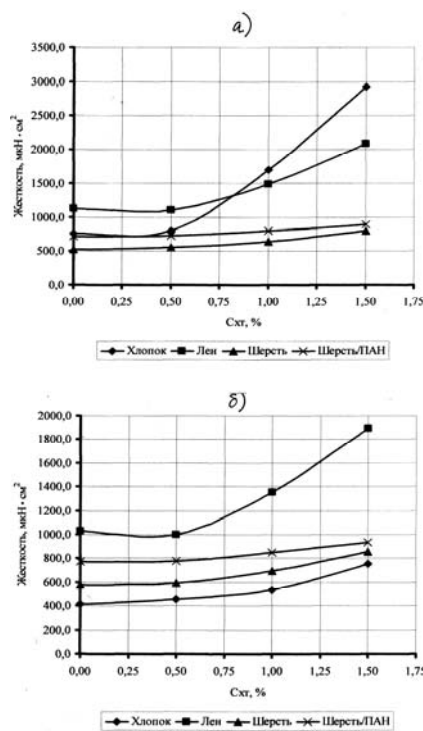 а)
3500,0
3000,0
2500,0
2000,0
1500,0
1000,0
500,0
0,0
Жесткость, мкН · см²
0,00 0,25 0,50 0,75 1,00 1,25 1,50 1,75
Схт, %
Хлопок Лен Шерсть Шерсть/ПАН
б)
2000,0
1800,0
1600,0
1400,0
1200,0
1000,0
800,0
600,0
400,0
200,0
0,0
Жесткость, мкН · см²
0,00 0,25 0,50 0,75 1,00 1,25 1,50 1,75
Схт, %
Хлопок Лен Шерсть Шерсть/ПАН